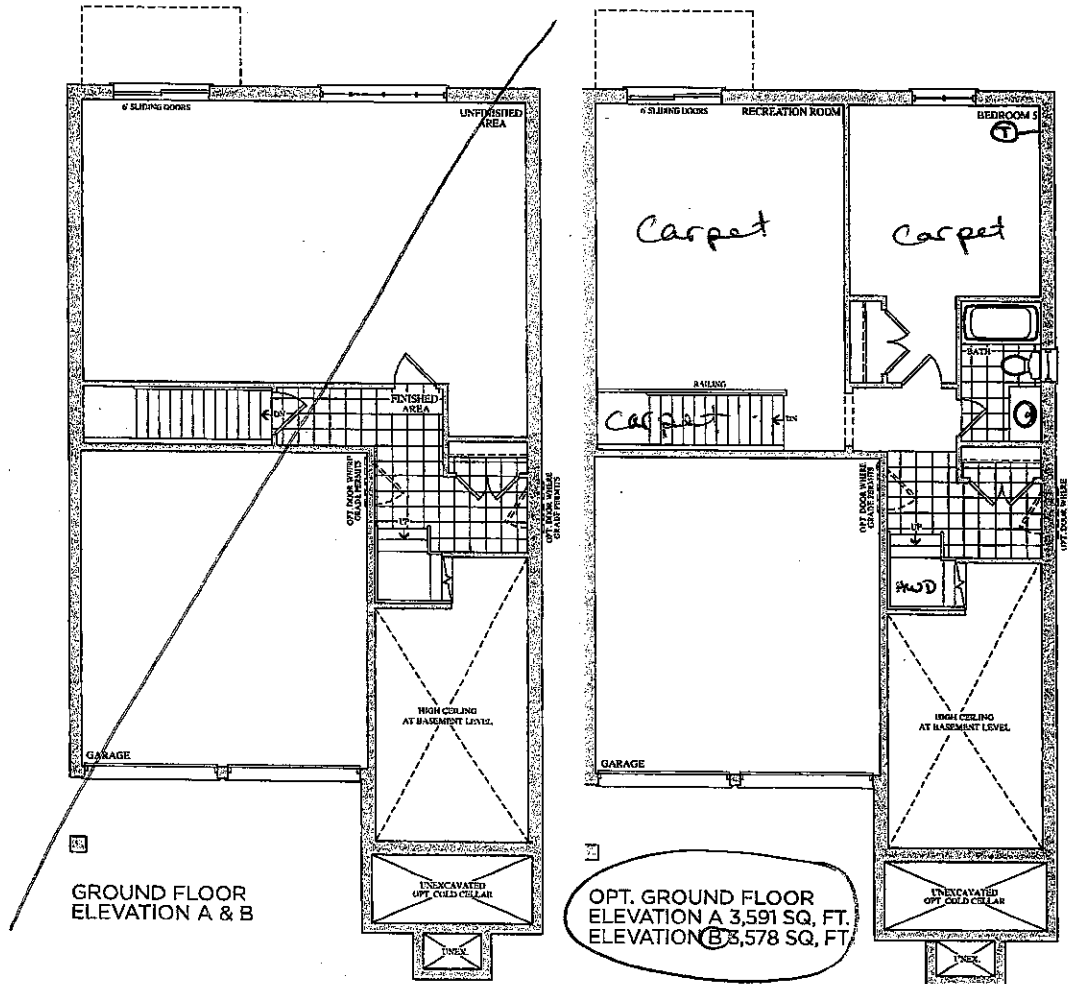 6' SLIDING DOORS
UNFINISHED
AREA
DN
FINISHED
AREA
OPT. DOOR WHERE
GRADE PERMITS
OPT. DOOR WHERE
GRADE PERMITS
UP
HIGH CEILING
AT BASEMENT LEVEL
GARAGE
UNEXCAVATED
OPT. COLD CELLAR
UNEX.
GROUND FLOOR
ELEVATION A & B
6' SLIDING DOORS
RECREATION ROOM
BEDROOM 5
T
Carpet
Carpet
BATH
RAILING
Carpet
DN
OPT. DOOR WHERE
GRADE PERMITS
OPT. DOOR WHERE
UP
HWD
HIGH CEILING
AT BASEMENT LEVEL
GARAGE
UNEXCAVATED
OPT. COLD CELLAR
UNEX.
OPT. GROUND FLOOR
ELEVATION A 3,591 SQ, FT.
ELEVATION B 3,578 SQ, FT